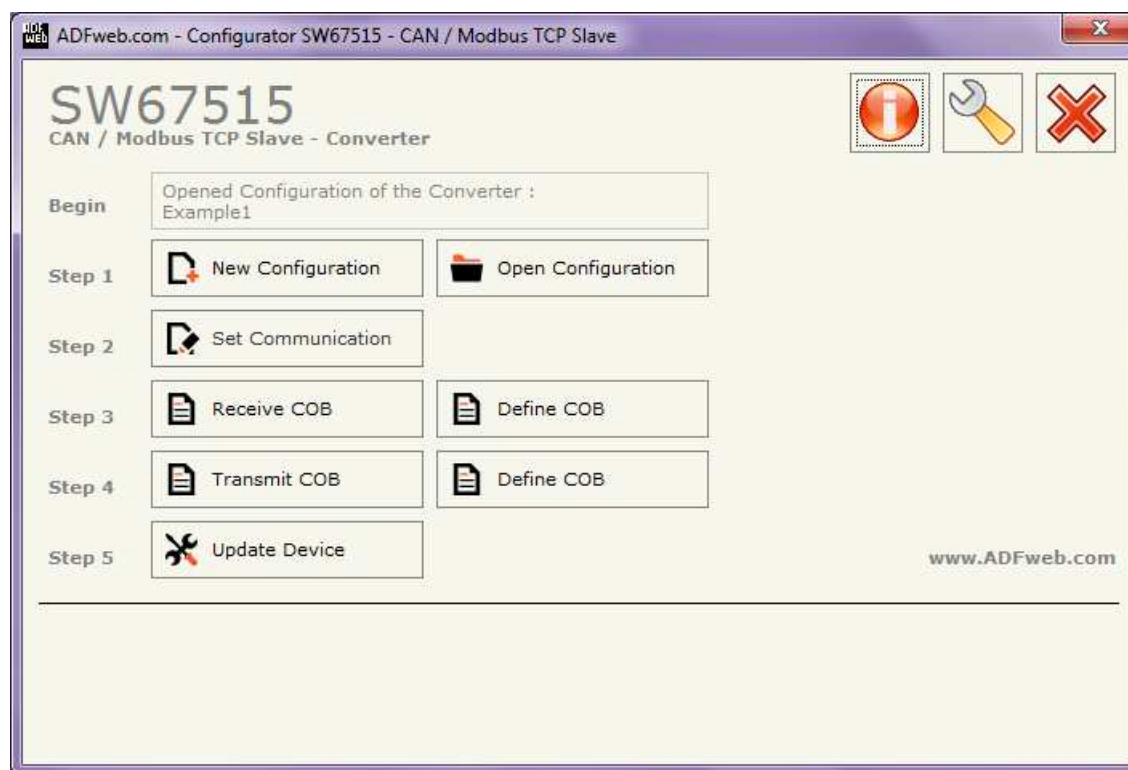 ADF WEB ADFweb.com - Configurator SW67515 - CAN / Modbus TCP Slave
SW67515
CAN / Modbus TCP Slave - Converter
Begin
Opened Configuration of the Converter :
Example1
Step 1
New Configuration
Open Configuration
Step 2
Set Communication
Step 3
Receive COB
Define COB
Step 4
Transmit COB
Define COB
Step 5
Update Device
www.ADFweb.com